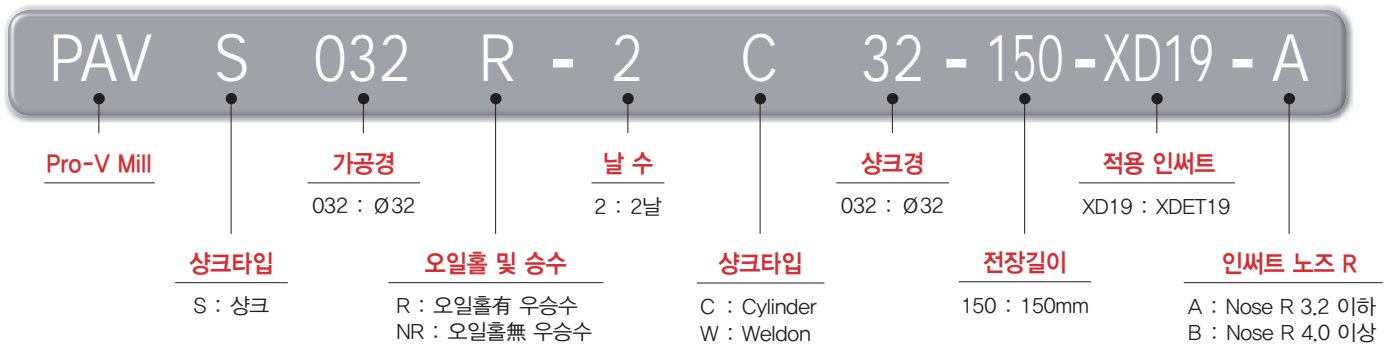 PAV S 032 R - 2 C 32 - 150 - XD19 - A
Pro-V Mill
가공경
032 : Ø32
날 수
2 : 2날
샹크경
032 : Ø32
적용 인써트
XD19 : XDET19
샹크타입
S : 샹크
오일홀 및 승수
R : 오일홀有 우승수
NR : 오일홀無 우승수
샹크타입
C : Cylinder
W : Weldon
전장길이
150 : 150mm
인써트 노즈 R
A : Nose R 3.2 이하
B : Nose R 4.0 이상